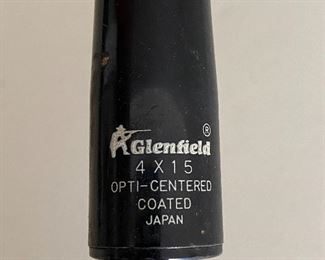 Glenfield ®
4 X 15
OPTI-CENTERED
COATED
JAPAN